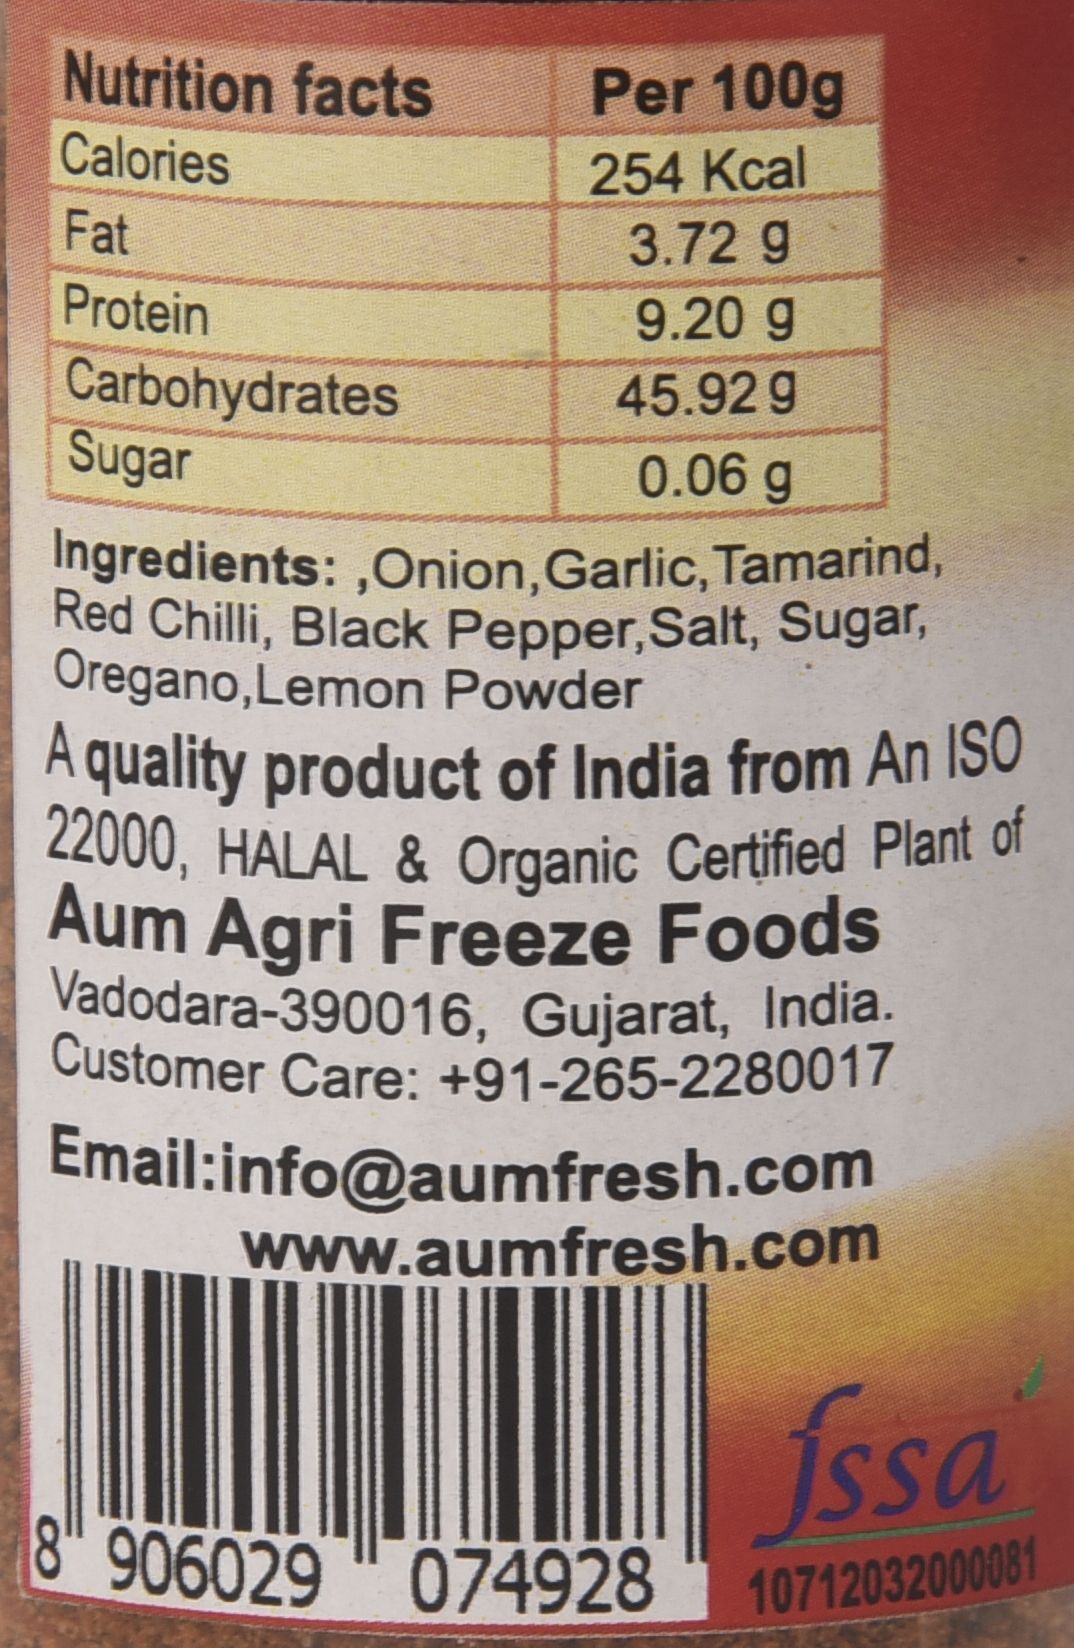 Nutrition facts Per 100g
Calories 254 Kcal
Fat 3.72 g
Protein 9.20 g
Carbohydrates 45.92 g
Sugar 0.06 g
Ingredients: ,Onion,Garlic,Tamarind,
Red Chilli, Black Pepper,Salt, Sugar,
Oregano,Lemon Powder
A quality product of India from An ISO
22000, HALAL & Organic Certified Plant of
Aum Agri Freeze Foods
Vadodara-390016, Gujarat, India.
Customer Care: +91-265-2280017
Email:info@aumfresh.com
www.aumfresh.com
fssa
8 906029 074928
10712032000081